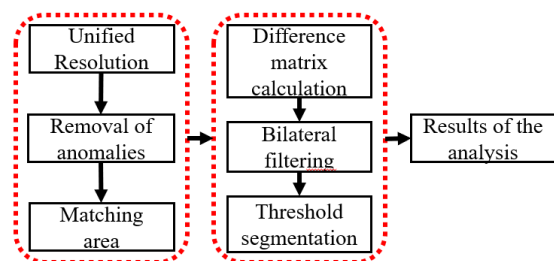 Unified
Resolution
Removal of
anomalies
Matching
area
Difference
matrix
calculation
Bilateral
filtering
Threshold
segmentation
Results of the
analysis